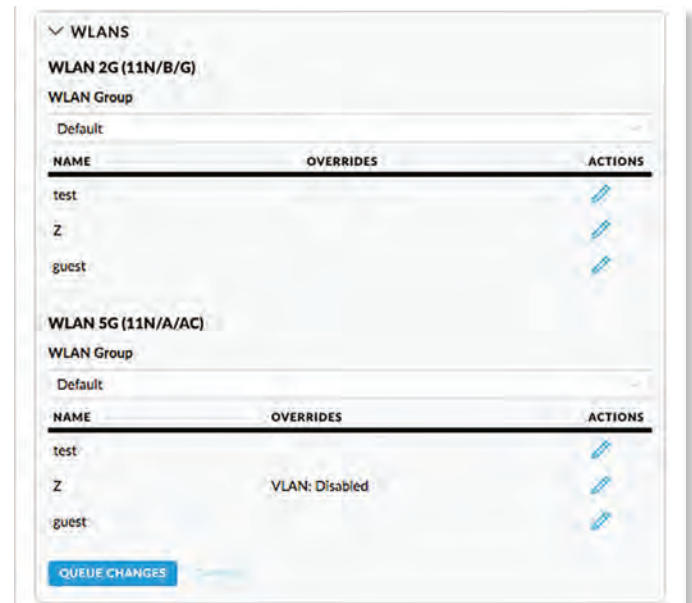 WLANS
WLAN 2G (11N/B/G)
WLAN Group
Default
NAME OVERRIDES ACTIONS
test
Z
guest
WLAN 5G (11N/A/AC)
WLAN Group
Default
NAME OVERRIDES ACTIONS
test
Z VLAN: Disabled
guest
QUEUE CHANGES